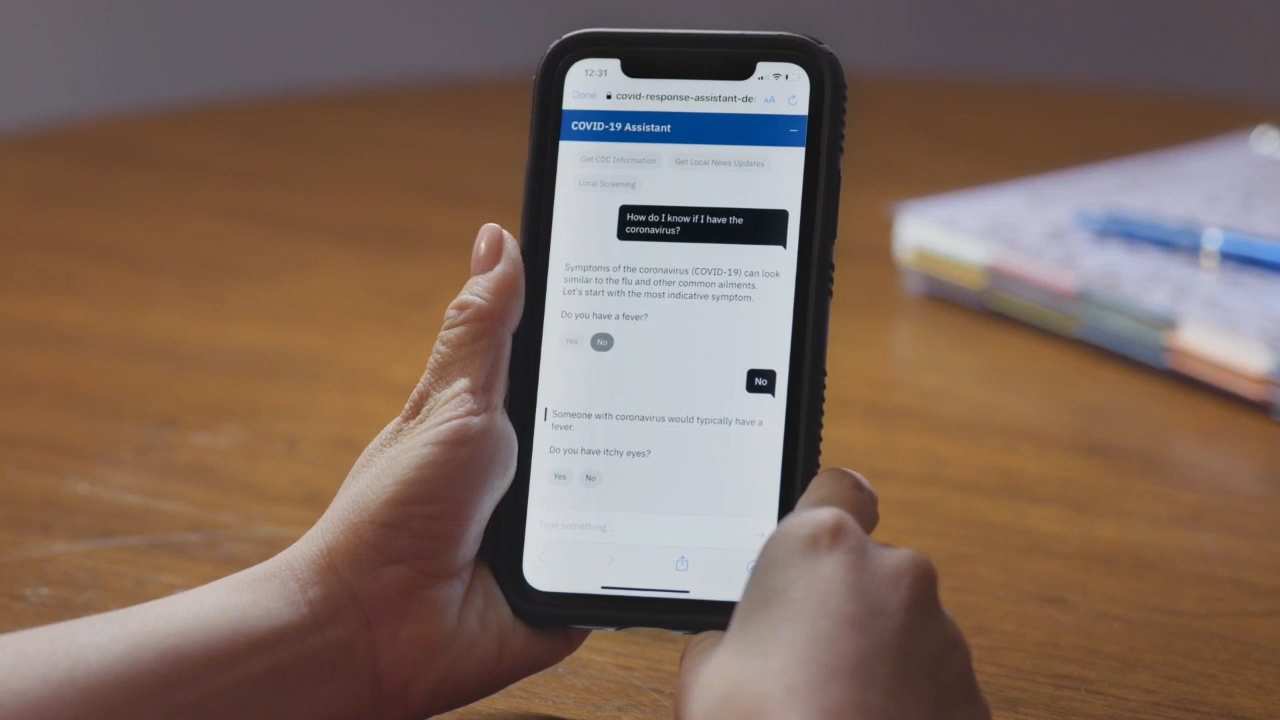 12:31
Done covid-response-assistant-de AA
COVID-19 Assistant
Get CDC Information Get Local News Updates
Local Screening
How do I know if I have the
coronavirus?
Symptoms of the coronavirus (COVID-19) can look
similar to the flu and other common ailments.
Let's start with the most indicative symptom.
Do you have a fever?
Yes No
No
Someone with coronavirus would typically have a
fever.
Do you have itchy eyes?
Yes No
Type something...